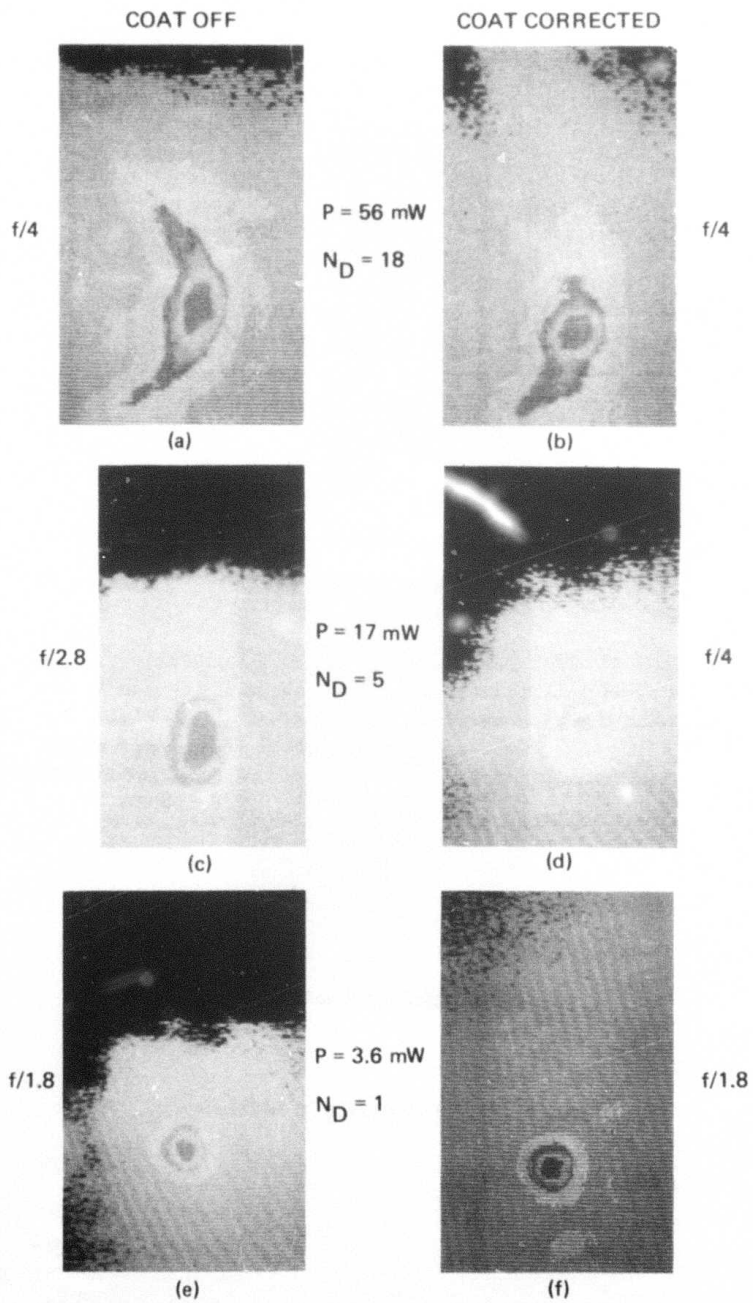 COAT OFF
COAT CORRECTED
f/4
P = 56 mW
N_D = 18
f/4
(a)
(b)
f/2.8
P = 17 mW
N_D = 5
f/4
(c)
(d)
f/1.8
P = 3.6 mW
N_D = 1
f/1.8
(e)
(f)